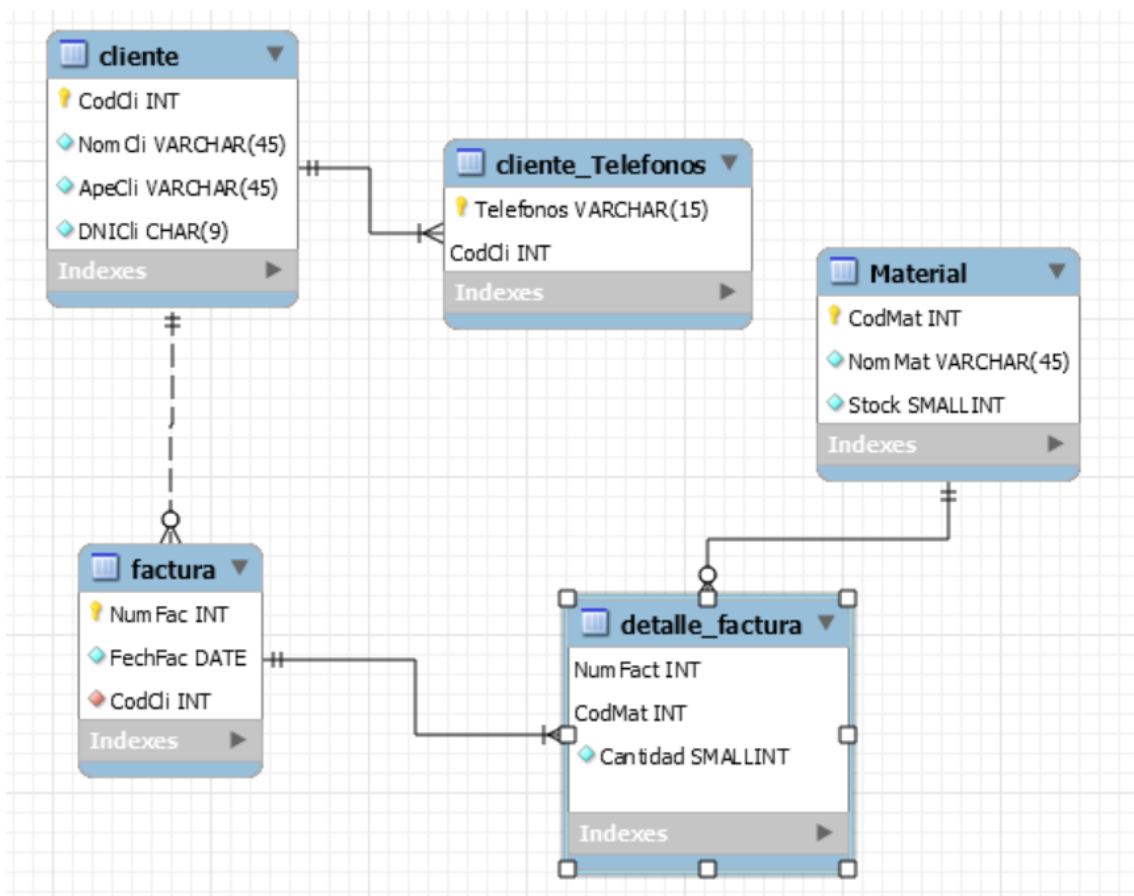 cliente
CodCli INT
NomCli VARCHAR(45)
ApeCli VARCHAR(45)
DNICli CHAR(9)
Indexes
cliente_Telefonos
Telefonos VARCHAR(15)
CodCli INT
Indexes
Material
CodMat INT
NomMat VARCHAR(45)
Stock SMALLINT
Indexes
factura
NumFac INT
FechFac DATE
CodCli INT
Indexes
detalle_factura
NumFact INT
CodMat INT
Cantidad SMALLINT
Indexes